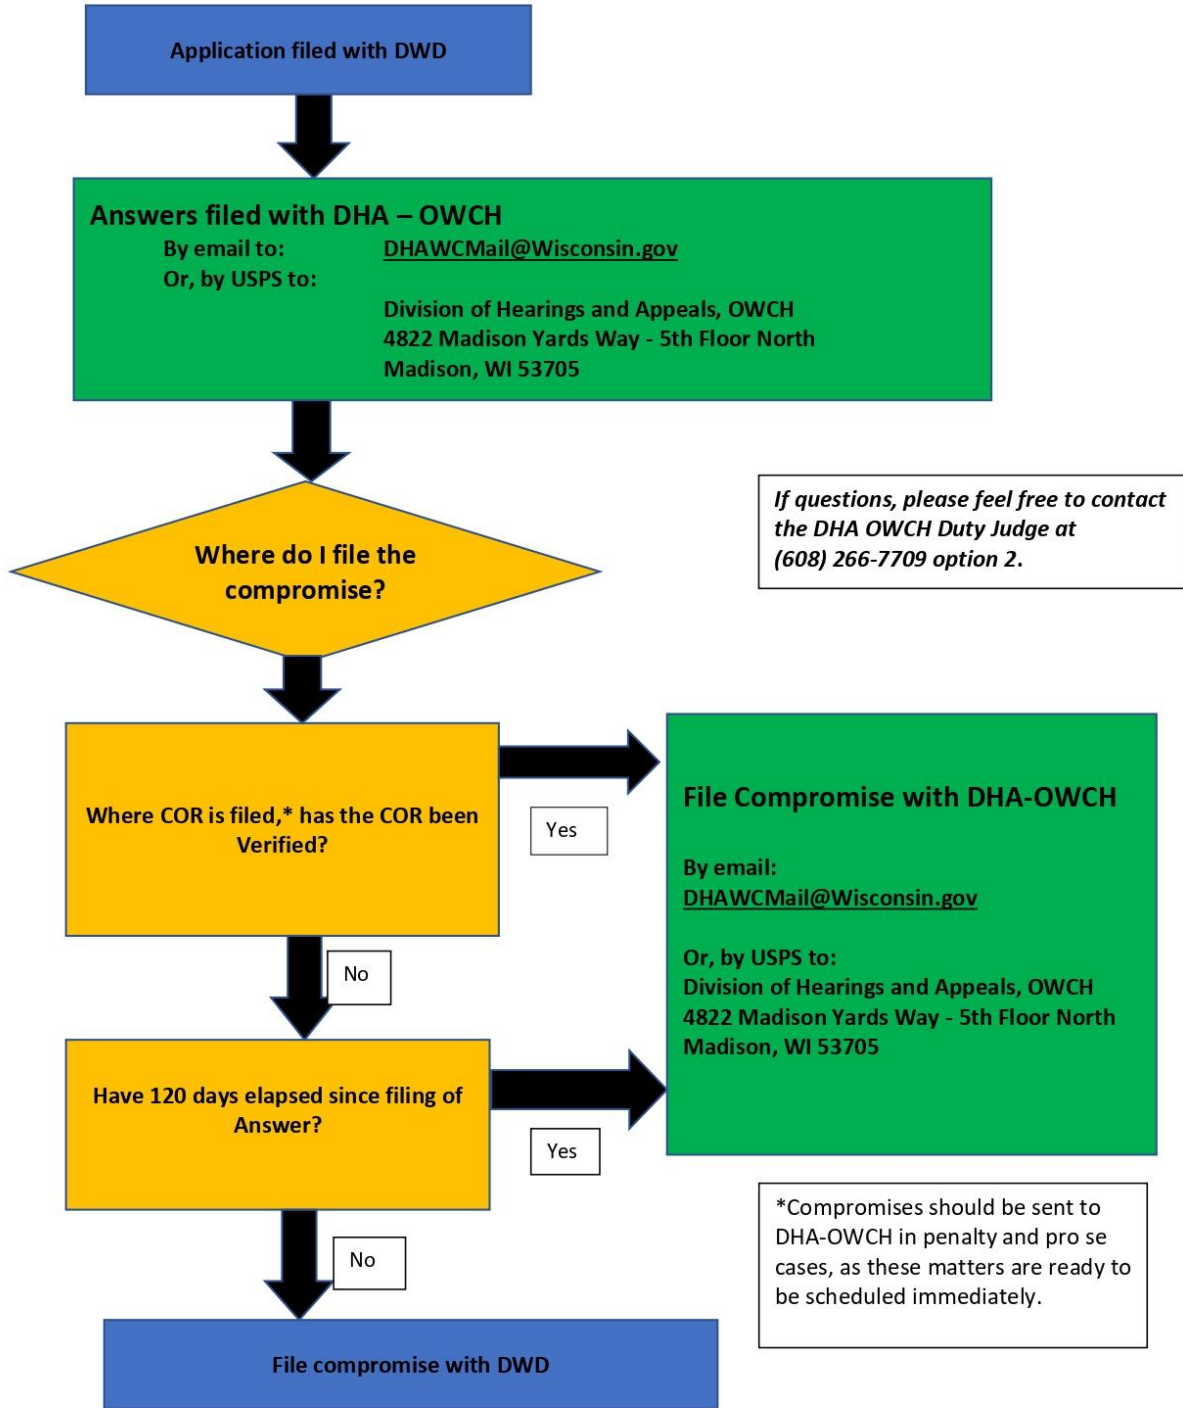 Application filed with DWD
Answers filed with DHA – OWCH
By email to: DHAWCMail@Wisconsin.gov
Or, by USPS to:
Division of Hearings and Appeals, OWCH
4822 Madison Yards Way - 5th Floor North
Madison, WI 53705
Where do I file the
compromise?
If questions, please feel free to contact
the DHA OWCH Duty Judge at
(608) 266-7709 option 2.
Where COR is filed,* has the COR been
Verified?
Yes
No
File Compromise with DHA-OWCH
By email:
DHAWCMail@Wisconsin.gov
Or, by USPS to:
Division of Hearings and Appeals, OWCH
4822 Madison Yards Way - 5th Floor North
Madison, WI 53705
Have 120 days elapsed since filing of
Answer?
Yes
No
*Compromises should be sent to
DHA-OWCH in penalty and pro se
cases, as these matters are ready to
be scheduled immediately.
File compromise with DWD